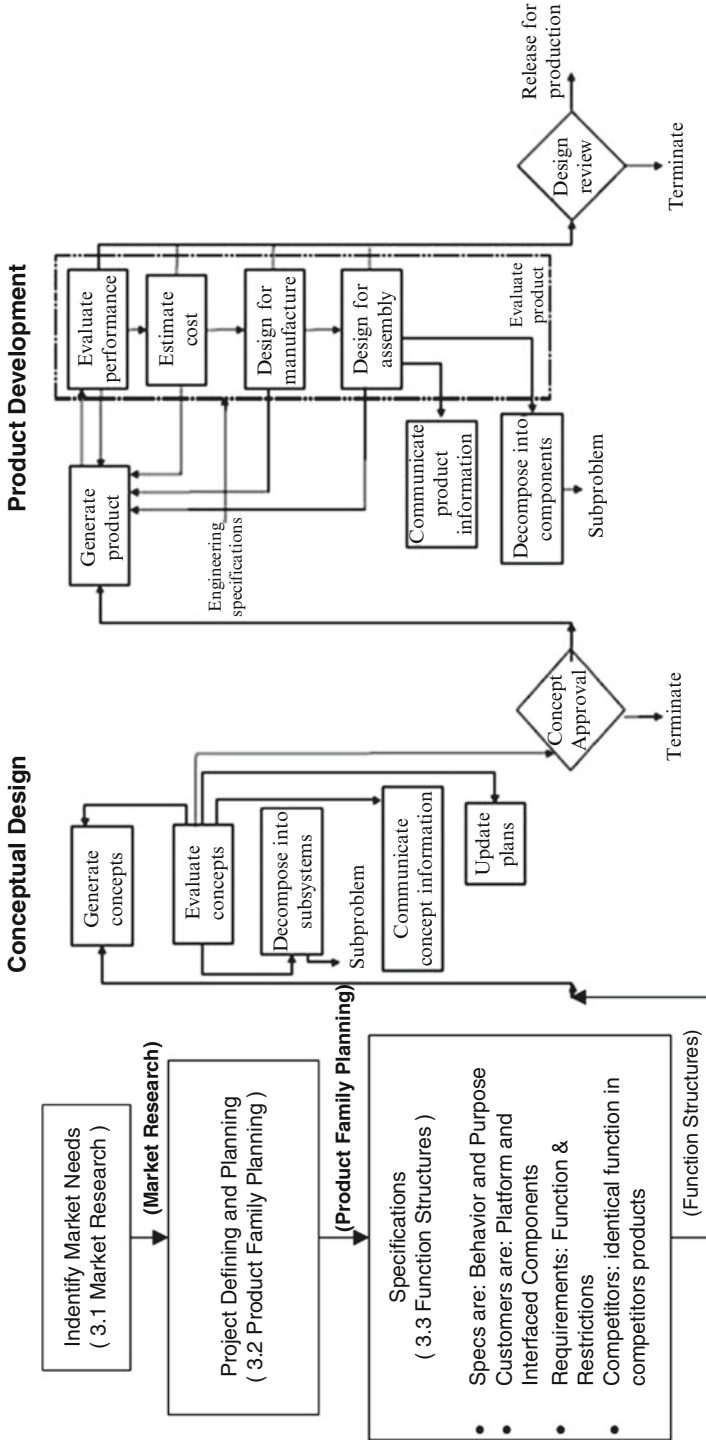 Indentify Market Needs
( 3.1 Market Research )
(Market Research)
Project Defining and Planning
( 3.2 Product Family Planning )
(Product Family Planning)
Specifications
( 3.3 Function Structures )
• Specs are: Behavior and Purpose
• Customers are: Platform and
Interfaced Components
• Requirements: Function &
Restrictions
• Competitors: identical function in
competitors products
(Function Structures)
Conceptual Design
Generate
concepts
Evaluate
concepts
Decompose into
subsystems
Subproblem
Communicate
concept information
Update
plans
Concept
Approval
Terminate
Product Development
Generate
product
Engineering
specifications
Evaluate
performance
Estimate
cost
Design for
manufacture
Design for
assembly
Evaluate
product
Communicate
product
information
Decompose into
components
Subproblem
Design
review
Release for
production
Terminate